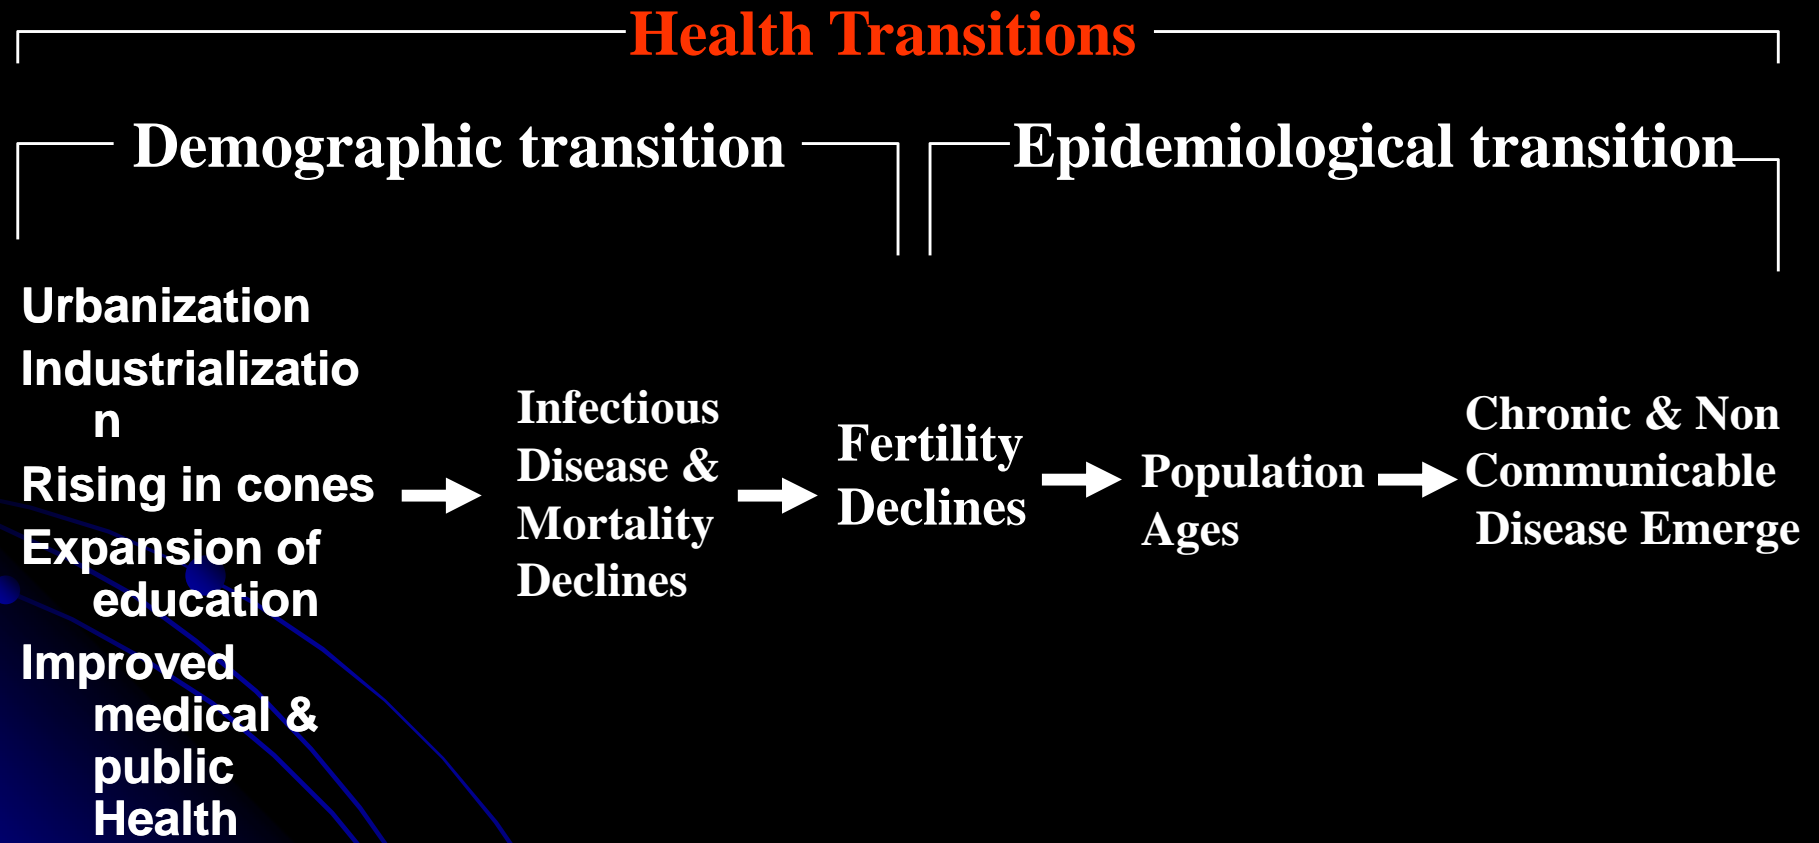 Health Transitions
Demographic transition
Epidemiological transition
Urbanization
Industrializatio
n
Rising in cones
Expansion of
education
Improved
medical &
public
Health
Infectious
Disease &
Mortality
Declines
Fertility
Declines
Population
Ages
Chronic & Non
Communicable
Disease Emerge